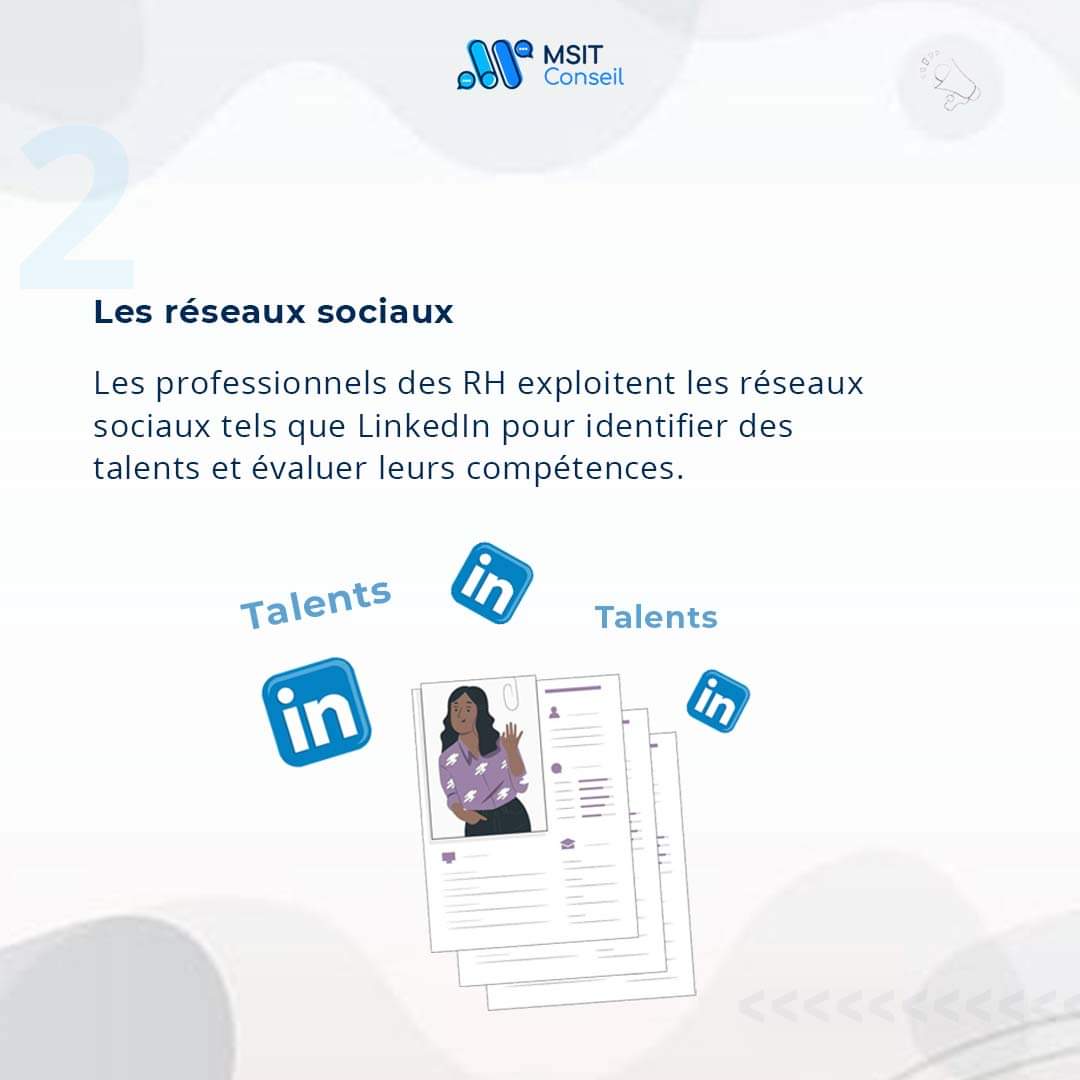 MSIT
Conseil
2
Les réseaux sociaux
Les professionnels des RH exploitent les réseaux
sociaux tels que LinkedIn pour identifier des
talents et évaluer leurs compétences.
in
Talents
Talents
in
in
<<<<<<<<<<